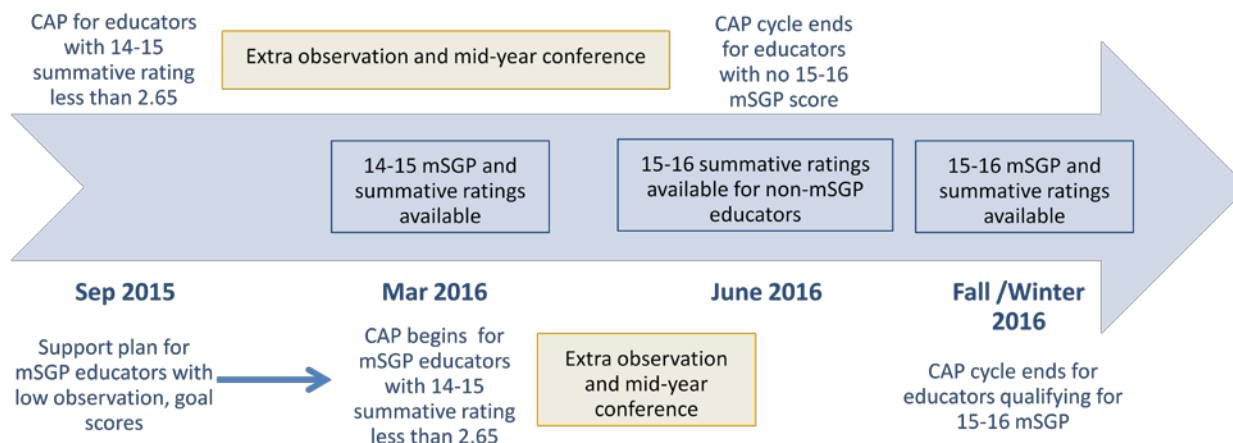 CAP for educators
with 14-15
summative rating
less than 2.65
Extra observation and mid-year conference
CAP cycle ends
for educators
with no 15-16
mSGP score
14-15 mSGP and
summative ratings
available
15-16 summative ratings
available for non-mSGP
educators
15-16 mSGP and
summative ratings
available
Sep 2015
Mar 2016
June 2016
Fall /Winter
2016
Support plan for
mSGP educators with
low observation, goal
scores
CAP begins for
mSGP educators
with 14-15
summative rating
less than 2.65
Extra observation
and mid-year
conference
CAP cycle ends for
educators qualifying for
15-16 mSGP